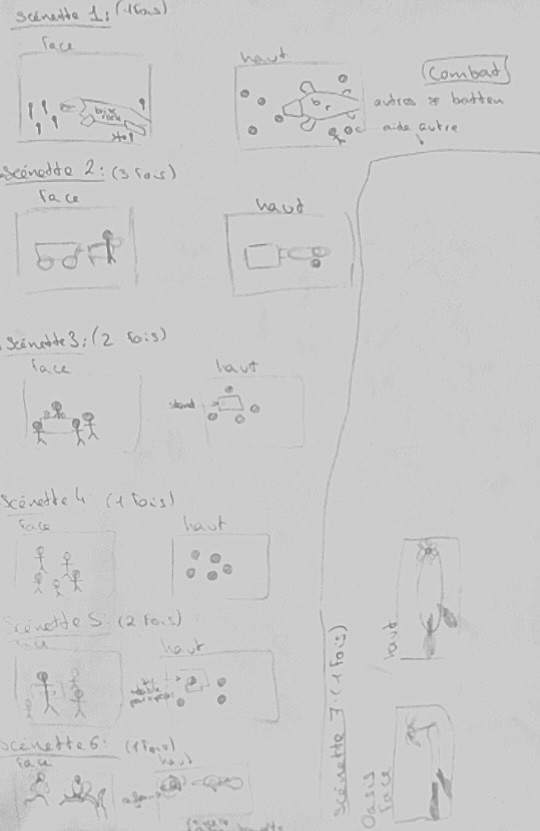 scénette 1: (1 fois)
face
haut
Combat
autres se battent
aide autre
scénette 2: (3 fois)
face
haut
scénette 3: (2 fois)
face
haut
stand
scénette 4 (1 fois)
face
haut
scénette 5: (2 fois)
face
haut
scénette 6: (1 fois)
face
haut
scénette 7: (1 fois)
haut
Oasis
face